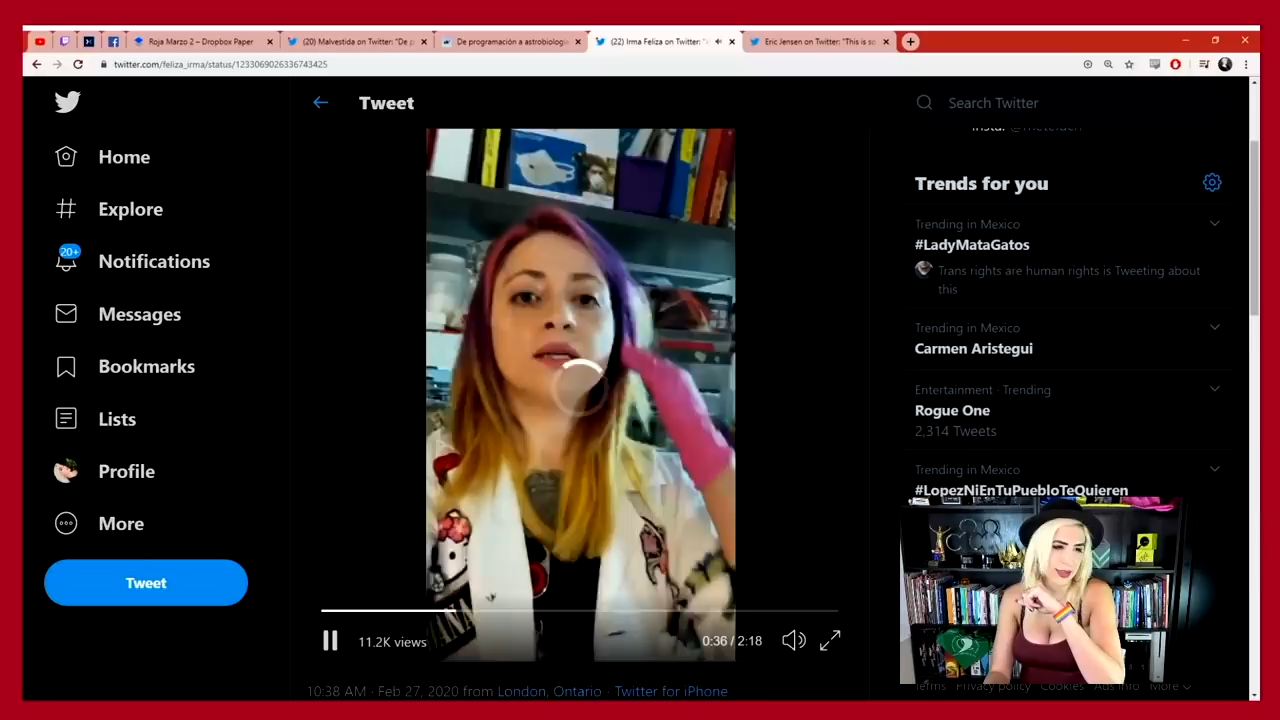 Roja Marzo 2 – Dropbox Paper
(20) Malvestida on Twitter: "De p
De programación a astrobiologí
(22) Irma Feliza on Twitter: "
Eric Jensen on Twitter: "This is so
twitter.com/feliza_irma/status/1233069026336743425
Tweet
Search Twitter
Home
Trends for you
Explore
Trending in Mexico
#LadyMataGatos
20+
Notifications
Trans rights are human rights is Tweeting about
this
Messages
Trending in Mexico
Carmen Aristegui
Bookmarks
Entertainment · Trending
Rogue One
2,314 Tweets
Lists
Profile
Trending in Mexico
#LopezNiEnTuPuebloTeQuieren
More
Tweet
11.2K views
0:36 / 2:18
10:38 AM · Feb 27, 2020 from London, Ontario · Twitter for iPhone
Terms Privacy policy Cookies Ads info More